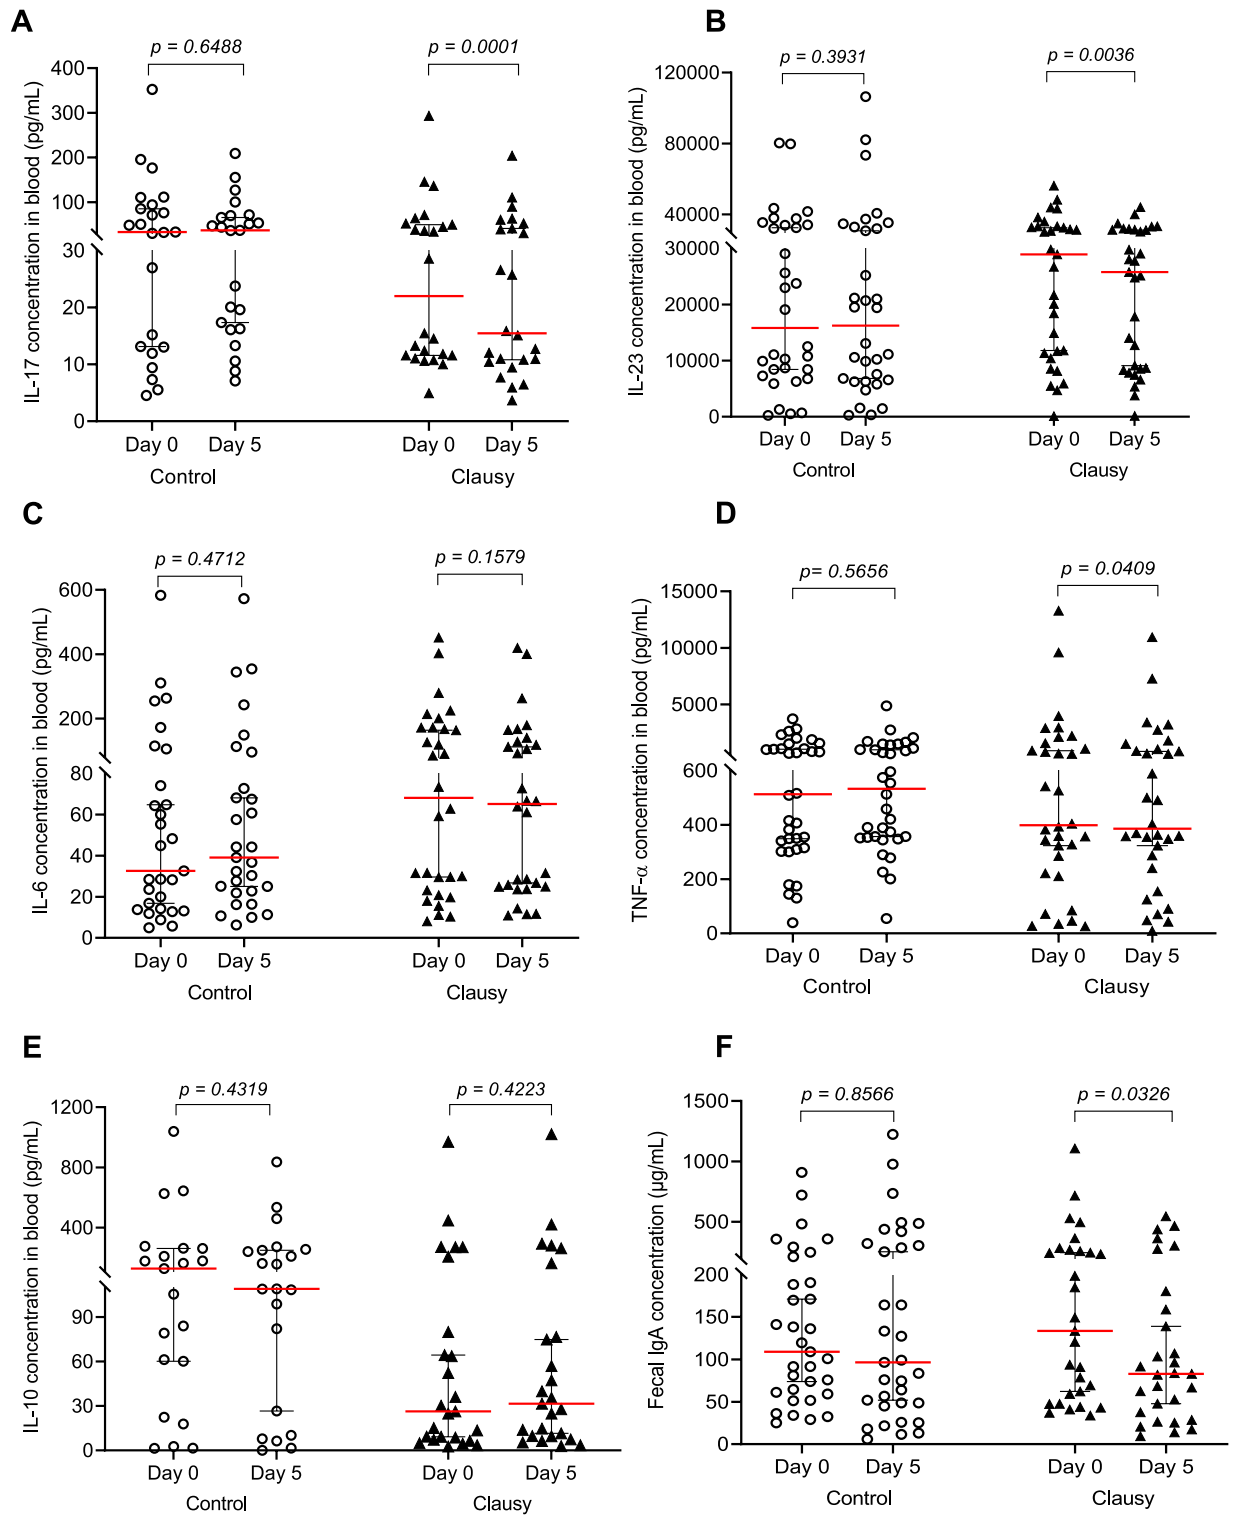 A
p = 0.6488
p = 0.0001
IL-17 concentration in blood (pg/mL)
400
300
200
100
30
20
10
0
Day 0
Day 5
Day 0
Day 5
Control
Clausy
B
p = 0.3931
p = 0.0036
IL-23 concentration in blood (pg/mL)
120000
80000
40000
30000
20000
10000
0
Day 0
Day 5
Day 0
Day 5
Control
Clausy
C
p = 0.4712
p = 0.1579
IL-6 concentration in blood (pg/mL)
600
400
200
80
60
40
20
0
Day 0
Day 5
Day 0
Day 5
Control
Clausy
D
p= 0.5656
p = 0.0409
TNF-α concentration in blood (pg/mL)
15000
10000
5000
600
400
200
0
Day 0
Day 5
Day 0
Day 5
Control
Clausy
E
p = 0.4319
p = 0.4223
IL-10 concentration in blood (pg/mL)
1200
800
400
90
60
30
0
Day 0
Day 5
Day 0
Day 5
Control
Clausy
F
p = 0.8566
p = 0.0326
Fecal IgA concentration (µg/mL)
1500
1000
500
200
150
100
50
0
Day 0
Day 5
Day 0
Day 5
Control
Clausy